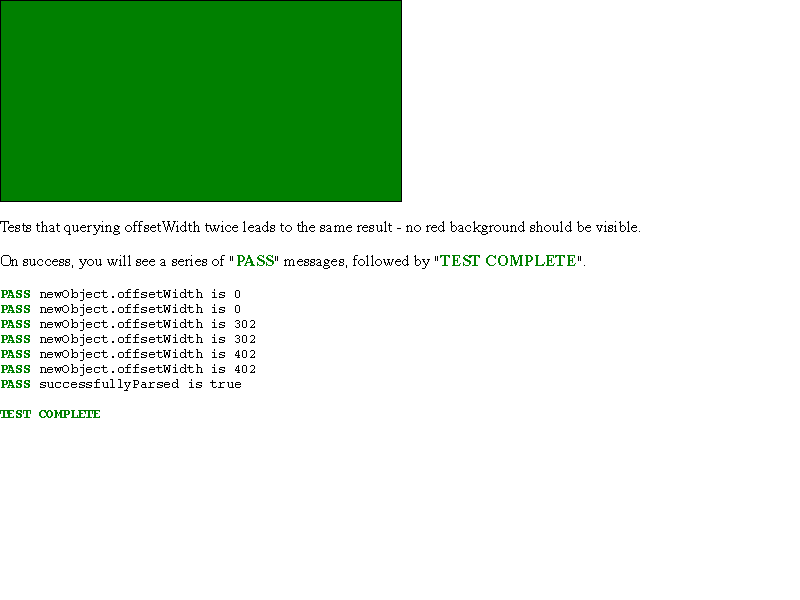 Tests that querying offsetWidth twice leads to the same result - no red background should be visible.
On success, you will see a series of "PASS" messages, followed by "TEST COMPLETE".
PASS newObject.offsetWidth is 0
PASS newObject.offsetWidth is 0
PASS newObject.offsetWidth is 302
PASS newObject.offsetWidth is 302
PASS newObject.offsetWidth is 402
PASS newObject.offsetWidth is 402
PASS successfullyParsed is true
TEST COMPLETE